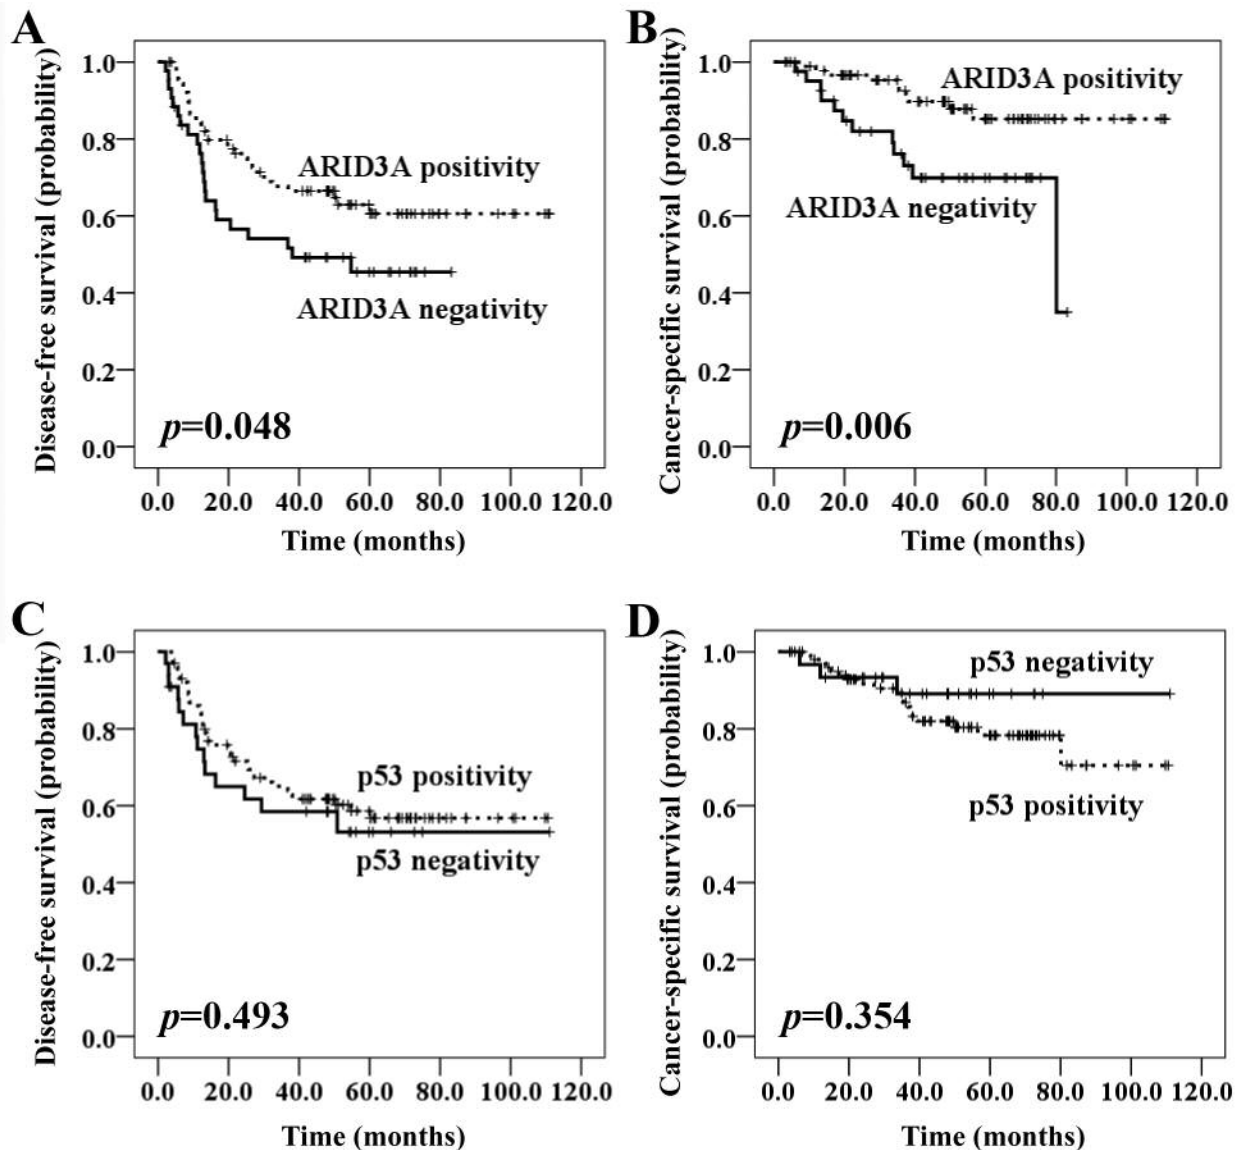 A
Disease-free survival (probability)
1.0
0.8
0.6
0.4
0.2
0.0
ARID3A positivity
ARID3A negativity
p=0.048
0.0 20.0 40.0 60.0 80.0 100.0 120.0
Time (months)
B
Cancer-specific survival (probability)
1.0
0.8
0.6
0.4
0.2
0.0
ARID3A positivity
ARID3A negativity
p=0.006
0.0 20.0 40.0 60.0 80.0 100.0 120.0
Time (months)
C
Disease-free survival (probability)
1.0
0.8
0.6
0.4
0.2
0.0
p53 positivity
p53 negativity
p=0.493
0.0 20.0 40.0 60.0 80.0 100.0 120.0
Time (months)
D
Cancer-specific survival (probability)
1.0
0.8
0.6
0.4
0.2
0.0
p53 negativity
p53 positivity
p=0.354
0.0 20.0 40.0 60.0 80.0 100.0 120.0
Time (months)